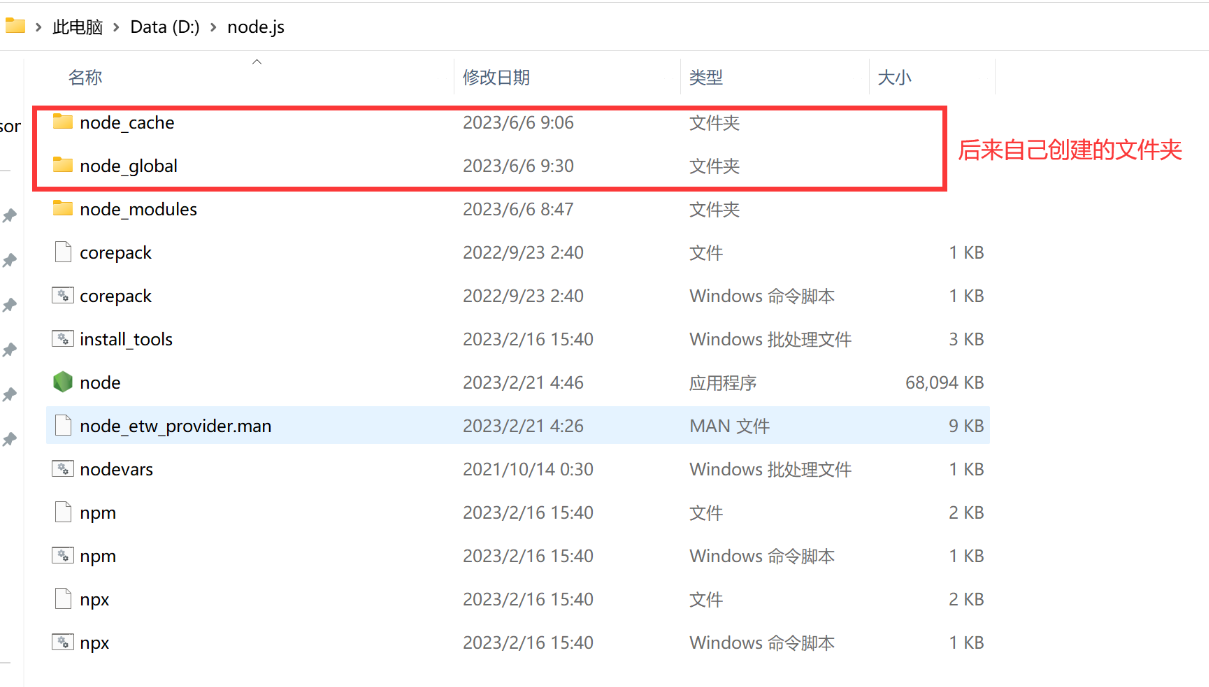 此电脑 > Data (D:) > node.js
名称 修改日期 类型 大小
node_cache 2023/6/6 9:06 文件夹
sor
后来自己创建的文件夹
node_global 2023/6/6 9:30 文件夹
node_modules 2023/6/6 8:47 文件夹
corepack 2022/9/23 2:40 文件 1 KB
corepack 2022/9/23 2:40 Windows 命令脚本 1 KB
install_tools 2023/2/16 15:40 Windows 批处理文件 3 KB
node 2023/2/21 4:46 应用程序 68,094 KB
node_etw_provider.man 2023/2/21 4:26 MAN 文件 9 KB
nodevars 2021/10/14 0:30 Windows 批处理文件 1 KB
npm 2023/2/16 15:40 文件 2 KB
npm 2023/2/16 15:40 Windows 命令脚本 1 KB
npx 2023/2/16 15:40 文件 2 KB
npx 2023/2/16 15:40 Windows 命令脚本 1 KB